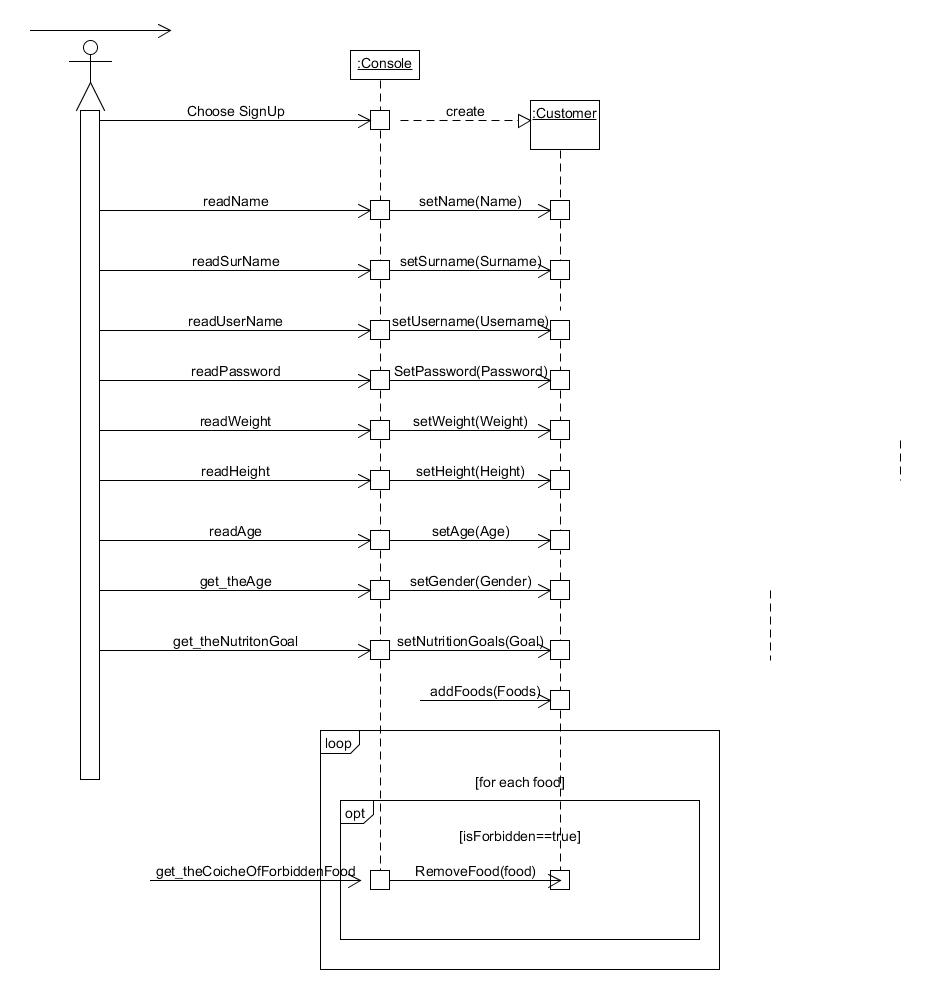 :Console
Choose SignUp
create
:Customer
readName
setName(Name)
readSurName
setSurname(Surname)
readUserName
setUsername(Username)
readPassword
SetPassword(Password)
readWeight
setWeight(Weight)
readHeight
setHeight(Height)
readAge
setAge(Age)
get_theAge
setGender(Gender)
get_theNutritonGoal
setNutritionGoals(Goal)
addFoods(Foods)
loop
[for each food]
opt
[isForbidden==true]
get_theCoicheOfForbiddenFood
RemoveFood(food)